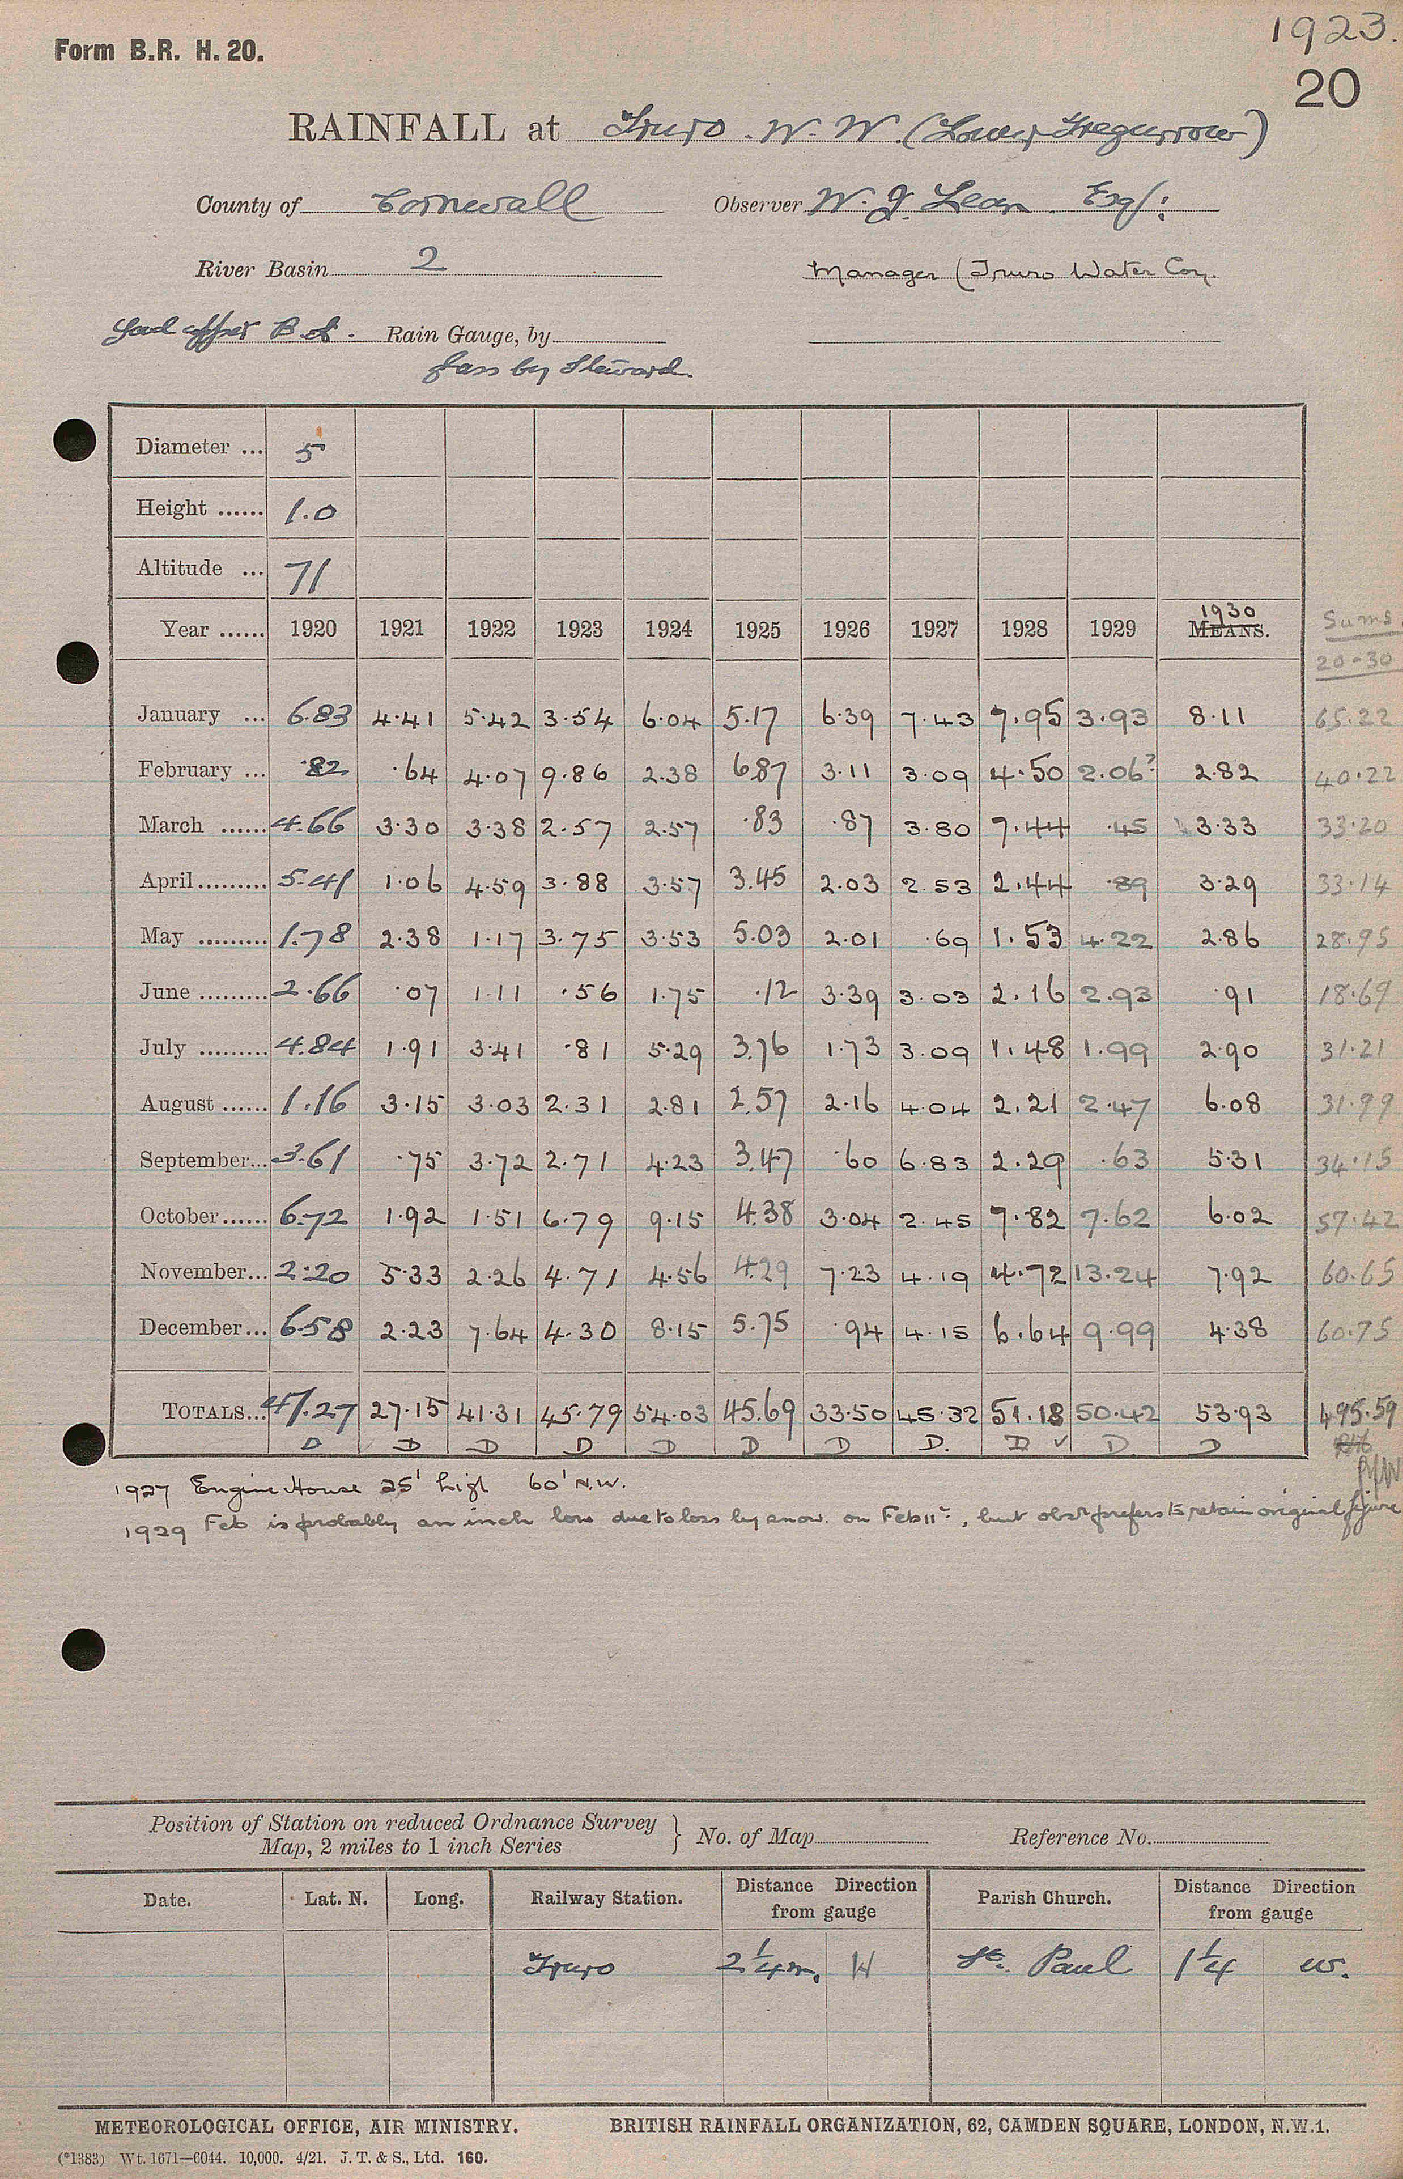 1923.
Form B.R. H. 20.
20
RAINFALL at Truro. W. W. (Lower Tregurrow)
County of Cornwall Observer W. J. Lean Esq:
River Basin 2 Manager (Truro Water Coy.
B.A. Rain Gauge, by
Glass by Steward.
Diameter ... 5
Height ...... 1.0
Altitude ... 71
Year ...... 1920 1921 1922 1923 1924 1925 1926 1927 1928 1929 1930 MEANS. Sums.
20-30
January ... 6.83 4.41 5.42 3.54 6.04 5.17 6.39 7.43 7.95 3.93 8.11 65.22
February ... .82 .64 4.07 9.86 2.38 6.87 3.11 3.09 4.50 2.06? 2.82 40.22
March ...... 4.66 3.30 3.38 2.57 2.57 .83 .87 3.80 7.44 .45 3.33 33.20
April ......... 5.41 1.06 4.59 3.88 3.57 3.45 2.03 2.53 2.44 .89 3.29 33.14
May ......... 1.78 2.38 1.17 3.75 3.53 5.03 2.01 .69 1.53 4.22 2.86 28.95
June ......... 2.66 .07 1.11 .56 1.75 .12 3.39 3.03 2.16 2.93 .91 18.69
July ......... 4.84 1.91 3.41 .81 5.29 3.76 1.73 3.09 1.48 1.99 2.90 31.21
August ...... 1.16 3.15 3.03 2.31 2.81 2.57 2.16 4.04 2.21 2.47 6.08 31.99
September... 3.61 .75 3.72 2.71 4.23 3.47 .60 6.83 2.29 .63 5.31 34.15
October...... 6.72 1.92 1.51 6.79 9.15 4.38 3.04 2.45 7.82 7.62 6.02 57.42
November... 2.20 5.33 2.26 4.71 4.56 4.29 7.23 4.19 4.72 13.24 7.92 60.65
December... 6.58 2.23 7.64 4.30 8.15 5.75 .94 4.15 6.64 9.99 4.38 60.75
TOTALS... 47.27 27.15 41.31 45.79 54.03 45.69 33.50 45.32 51.18 50.42 53.93 495.59
D D D D D D D D. D ✓ D D
1927 Engine House 25' high 60' N.W.
1929 Feb is probably an inch low due to loss by snow. on Feb 11th, but obsr prefers to retain original figure
Position of Station on reduced Ordnance Survey
Map, 2 miles to 1 inch Series } No. of Map Reference No.
Date. Lat. N. Long. Railway Station. Distance Direction from gauge Parish Church. Distance Direction from gauge
Truro 2¼m. W St. Paul 1¼ W.
METEOROLOGICAL OFFICE, AIR MINISTRY. BRITISH RAINFALL ORGANIZATION, 62, CAMDEN SQUARE, LONDON, N.W.1.
(*1383) Wt. 1671—6044. 10,000. 4/21. J. T. & S., Ltd. 160.